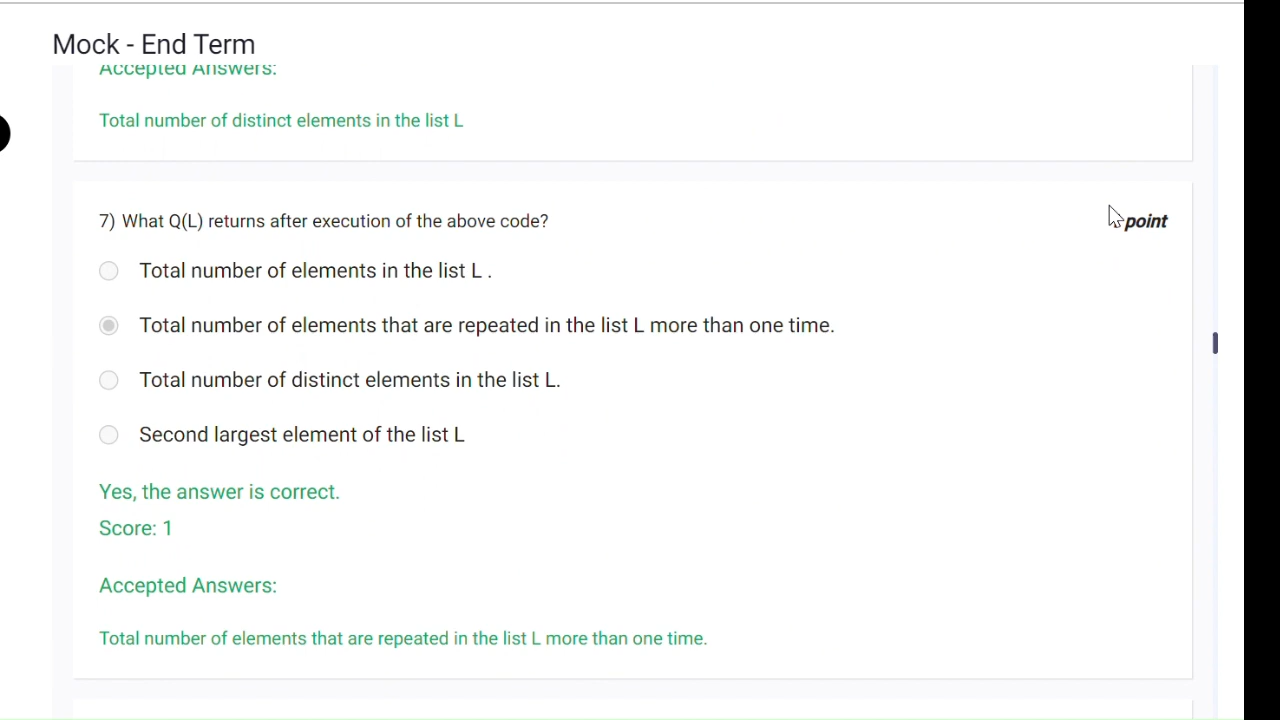 Mock - End Term
Accepted Answers:
Total number of distinct elements in the list L
7) What Q(L) returns after execution of the above code?
point
Total number of elements in the list L .
Total number of elements that are repeated in the list L more than one time.
Total number of distinct elements in the list L.
Second largest element of the list L
Yes, the answer is correct.
Score: 1
Accepted Answers:
Total number of elements that are repeated in the list L more than one time.